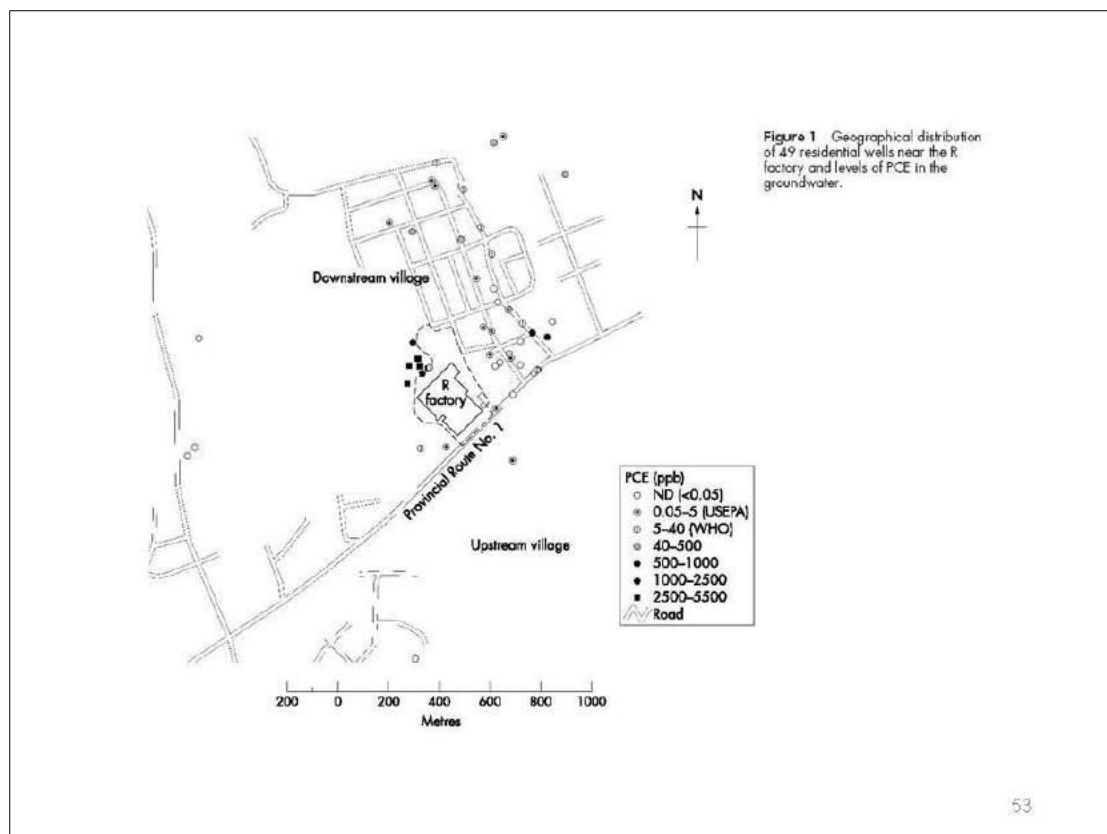 Figure 1 Geographical distribution
of 49 residential wells near the R
factory and levels of PCE in the
groundwater.
N
Downstream village
R
factory
Provincial Route No. 1
Upstream village
PCE (ppb)
ND (<0.05)
0.05–5 (USEPA)
5–40 (WHO)
40–500
500–1000
1000–2500
2500–5500
Road
200 0 200 400 600 800 1000
Metres
53